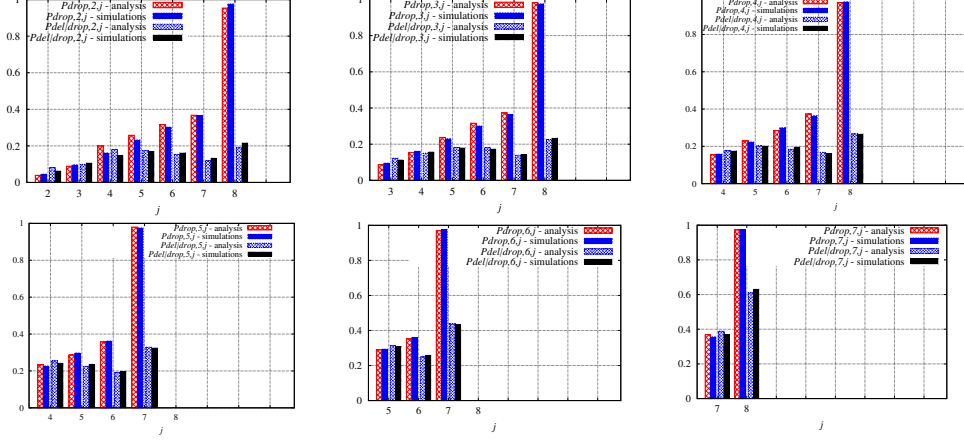 Pdrop,2,j - analysis
Pdrop,2,j - simulations
Pdel/drop,2,j - analysis
Pdel/drop,2,j - simulations
1
0.8
0.6
0.4
0.2
0
2 3 4 5 6 7 8
j
Pdrop,3,j - analysis
Pdrop,3,j - simulations
Pdel/drop,3,j - analysis
Pdel/drop,3,j - simulations
1
0.8
0.6
0.4
0.2
0
3 4 5 6 7 8
j
Pdrop,4,j - analysis
Pdrop,4,j - simulations
Pdel/drop,4,j - analysis
Pdel/drop,4,j - simulations
0.8
0.6
0.4
0.2
0
4 5 6 7 8
j
Pdrop,5,j - analysis
Pdrop,5,j - simulations
Pdel/drop,5,j - analysis
Pdel/drop,5,j - simulations
1
0.8
0.6
0.4
0.2
0
4 5 6 7 8
j
Pdrop,6,j - analysis
Pdrop,6,j - simulations
Pdel/drop,6,j - analysis
Pdel/drop,6,j - simulations
1
0.8
0.6
0.4
0.2
0
5 6 7 8
j
Pdrop,7,j - analysis
Pdrop,7,j - simulations
Pdel/drop,7,j - analysis
Pdel/drop,7,j - simulations
1
0.8
0.6
0.4
0.2
0
7 8
j